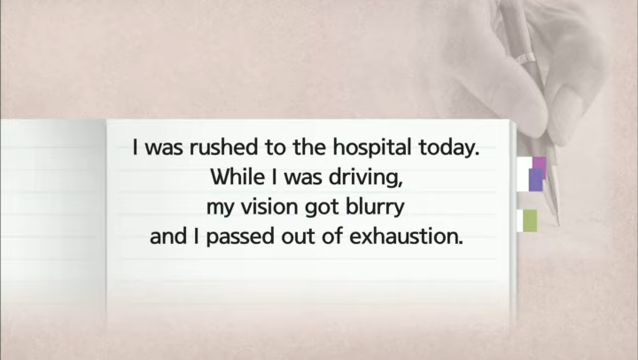 I was rushed to the hospital today.
While I was driving,
my vision got blurry
and I passed out of exhaustion.